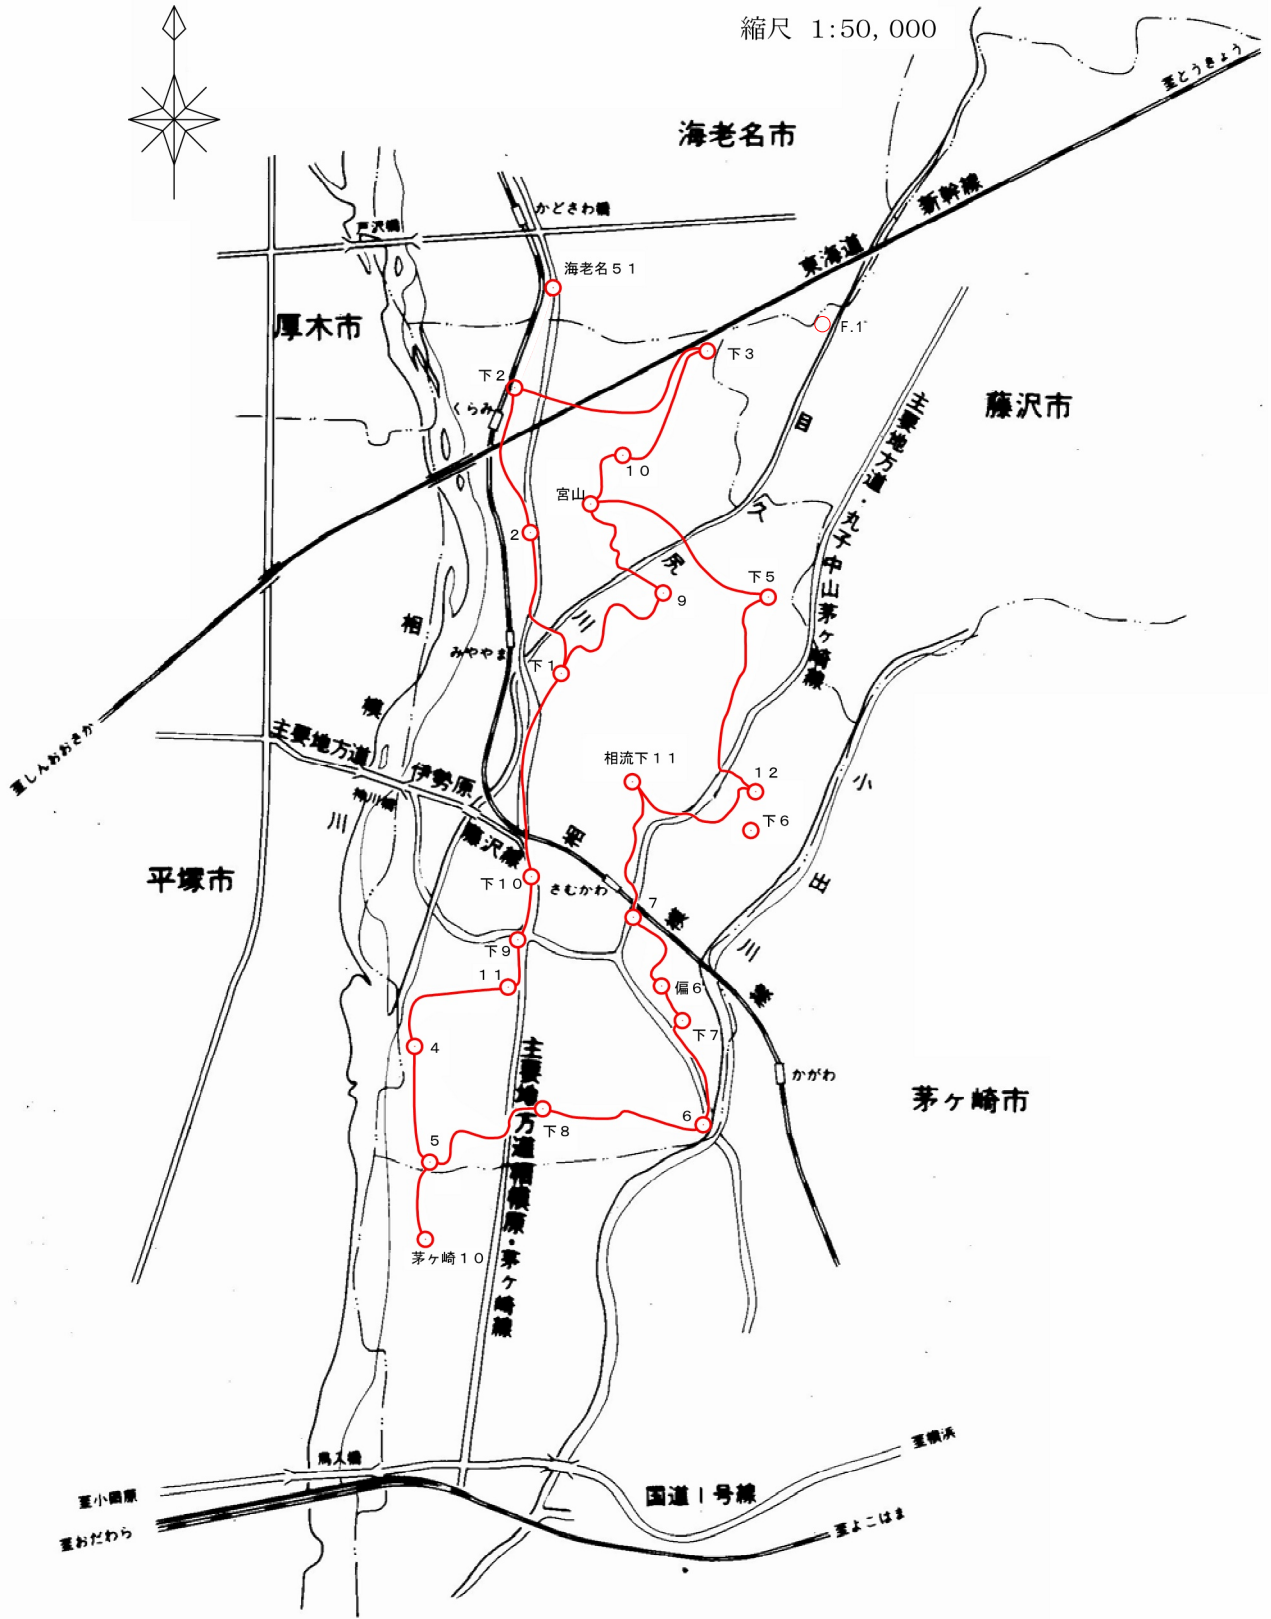 縮尺 1:50,000
至とうきょう
海老名市
新幹線
東海道
かどさわ橋
戸沢橋
海老名51
厚木市
F.1
下3
下2
くらみ
藤沢市
主要地方道・丸子中山茅ヶ崎線
10
宮山
目久尻川
2
下5
9
相模川
みややま
下1
至しんおおさか
主要地方道
伊勢原
藤沢線
神川橋
相流下11
12
下6
小出川
平塚市
下10
さむかわ
7
下9
11
偏6
下7
4
かがわ
茅ヶ崎市
主要地方道相模原・茅ヶ崎線
6
下8
5
茅ヶ崎10
馬入橋
至横浜
至小田原
国道1号線
至おだわら
至よこはま